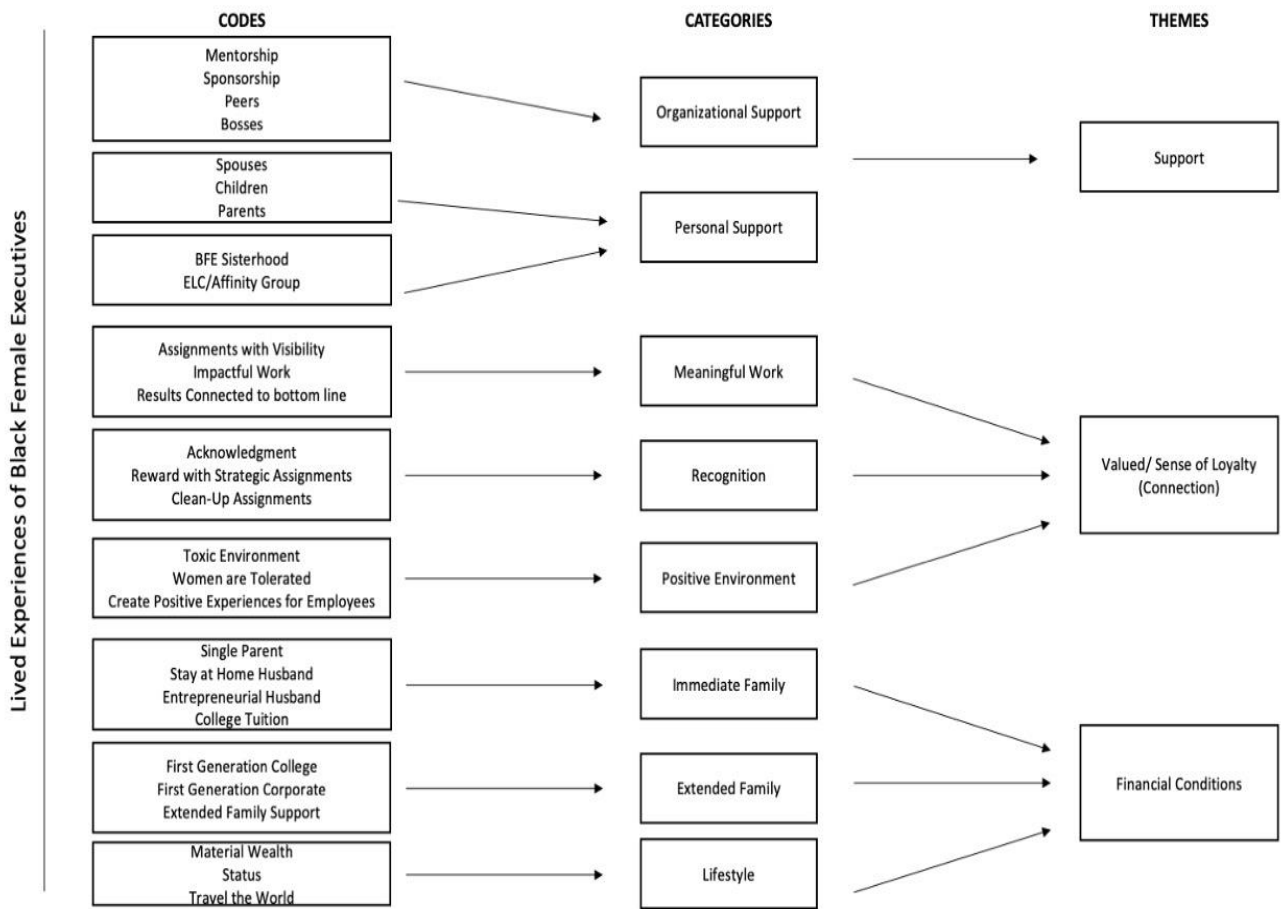 CODES
CATEGORIES
THEMES
Lived Experiences of Black Female Executives
Mentorship
Sponsorship
Peers
Bosses
Spouses
Children
Parents
BFE Sisterhood
ELC/Affinity Group
Assignments with Visibility
Impactful Work
Results Connected to bottom line
Acknowledgment
Reward with Strategic Assignments
Clean-Up Assignments
Toxic Environment
Women are Tolerated
Create Positive Experiences for Employees
Single Parent
Stay at Home Husband
Entrepreneurial Husband
College Tuition
First Generation College
First Generation Corporate
Extended Family Support
Material Wealth
Status
Travel the World
Organizational Support
Personal Support
Meaningful Work
Recognition
Positive Environment
Immediate Family
Extended Family
Lifestyle
Support
Valued/ Sense of Loyalty
(Connection)
Financial Conditions